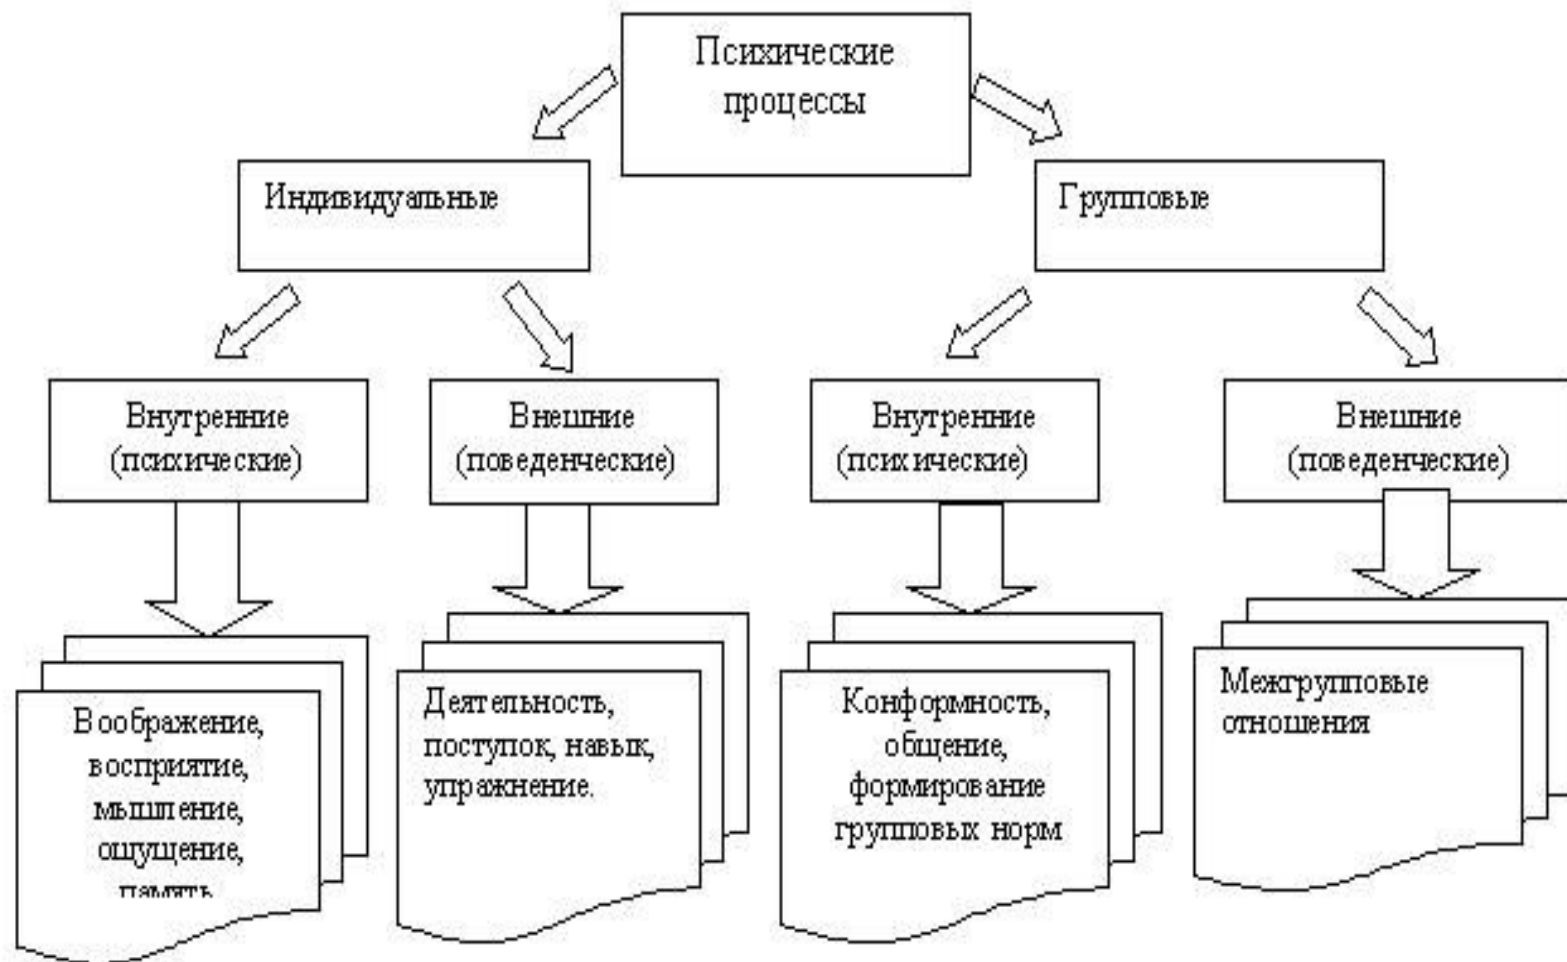 Психические
процессы
Индивидуальные
Групповые
Внутренние
(психические)
Внешние
(поведенческие)
Внутренние
(психические)
Внешние
(поведенческие)
Воображение,
восприятие,
мышление,
ощущение,
память
Деятельность,
поступок, навык,
упражнение.
Конформность,
общение,
формирование
групповых норм
Межгрупповые
отношения